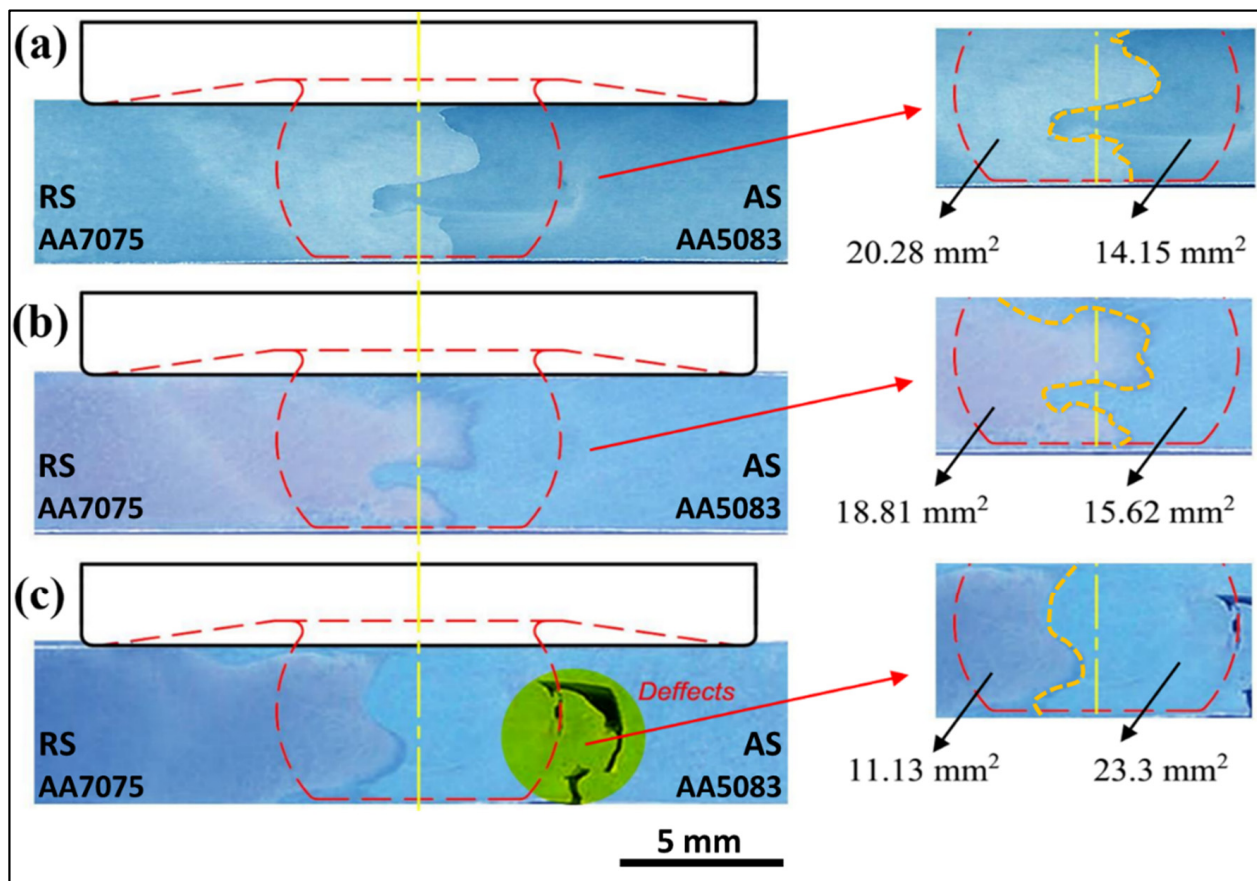 (a)
RS
AA7075
AS
AA5083
20.28 mm²
14.15 mm²
(b)
RS
AA7075
AS
AA5083
18.81 mm²
15.62 mm²
(c)
Deffects
RS
AA7075
AS
AA5083
11.13 mm²
23.3 mm²
5 mm